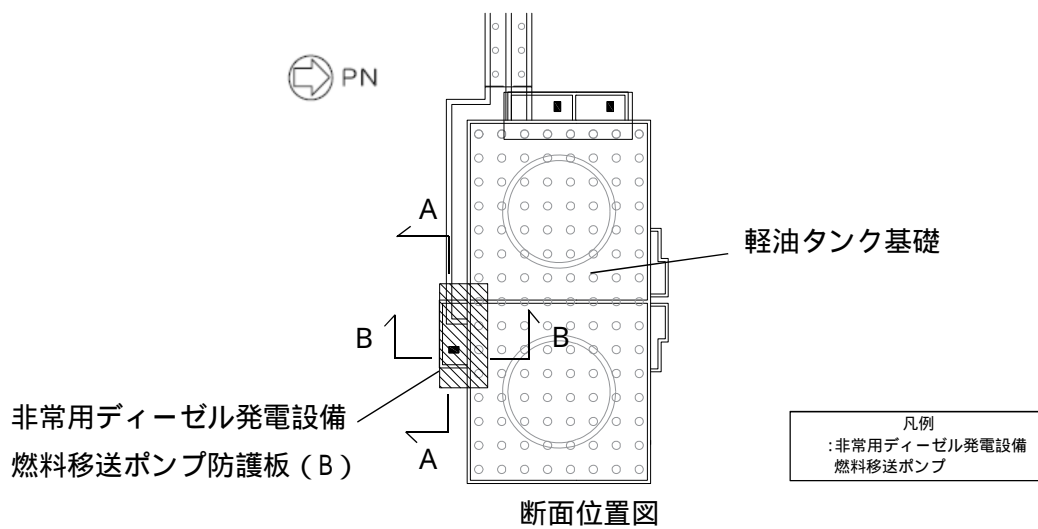 PN
A
軽油タンク基礎
B
B
非常用ディーゼル発電設備
燃料移送ポンプ防護板（B）
A
凡例
:非常用ディーゼル発電設備
燃料移送ポンプ
断面位置図